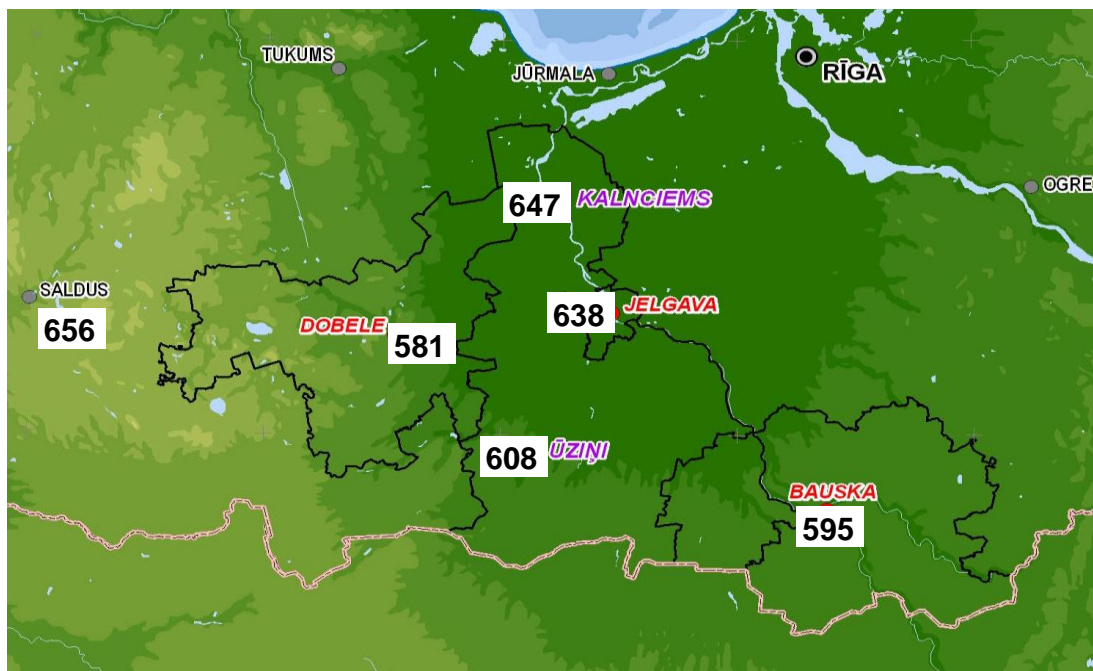 TUKUMS
JŪRMALA
RĪGA
OGRE
647
KALNCIEMS
SALDUS
656
638
JELGAVA
DOBELE
581
608
ŪZIŅI
BAUSKA
595